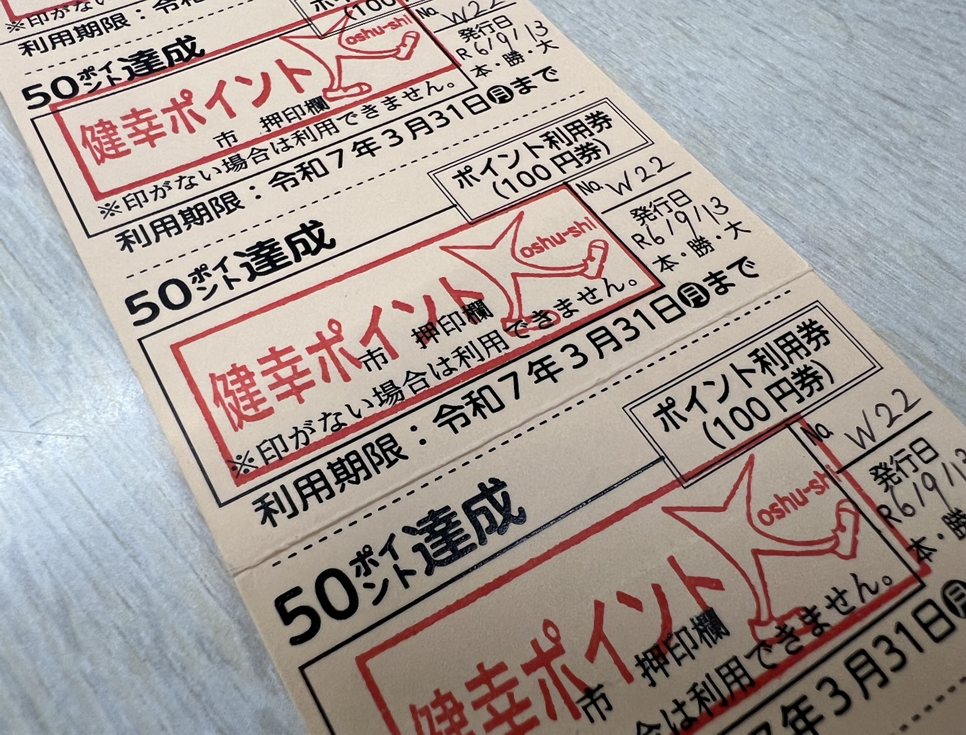 ※印がない
利用期限：令和
50ポイント達成
健幸ポイント
oshu-shi
市 押印欄
※印がない場合は利用できません。
利用期限：令和7年3月31日㊊まで
(100
No. W22
発行日
R6/9/13
本・勝・大
ポイント利用券
(100円券)
50ポイント達成
健幸ポイント
oshu-shi
市 押印欄
※印がない場合は利用できません。
利用期限：令和7年3月31日㊊まで
No. W22
発行日
R6/9/13
本・勝・大
ポイント利用券
(100円券)
50ポイント達成
健幸ポイント
oshu-shi
市 押印欄
合は利用できません。
7年3月31日㊊
No. W22
発行日
R6/9/13
本・勝